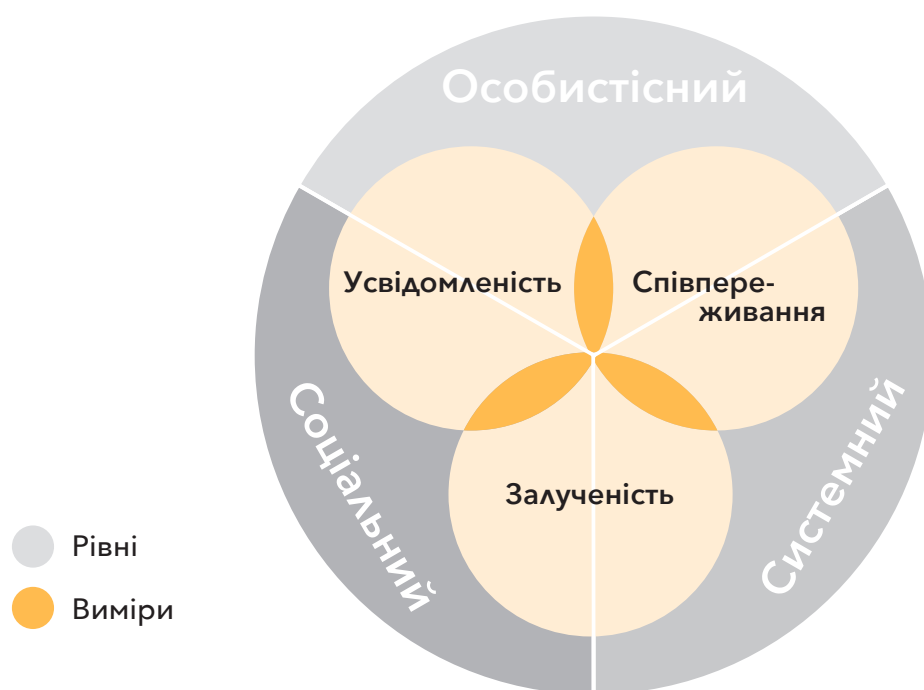 Особистісний
Усвідомленість
Співпере-
живання
Соціальний
Системний
Залученість
Рівні
Виміри